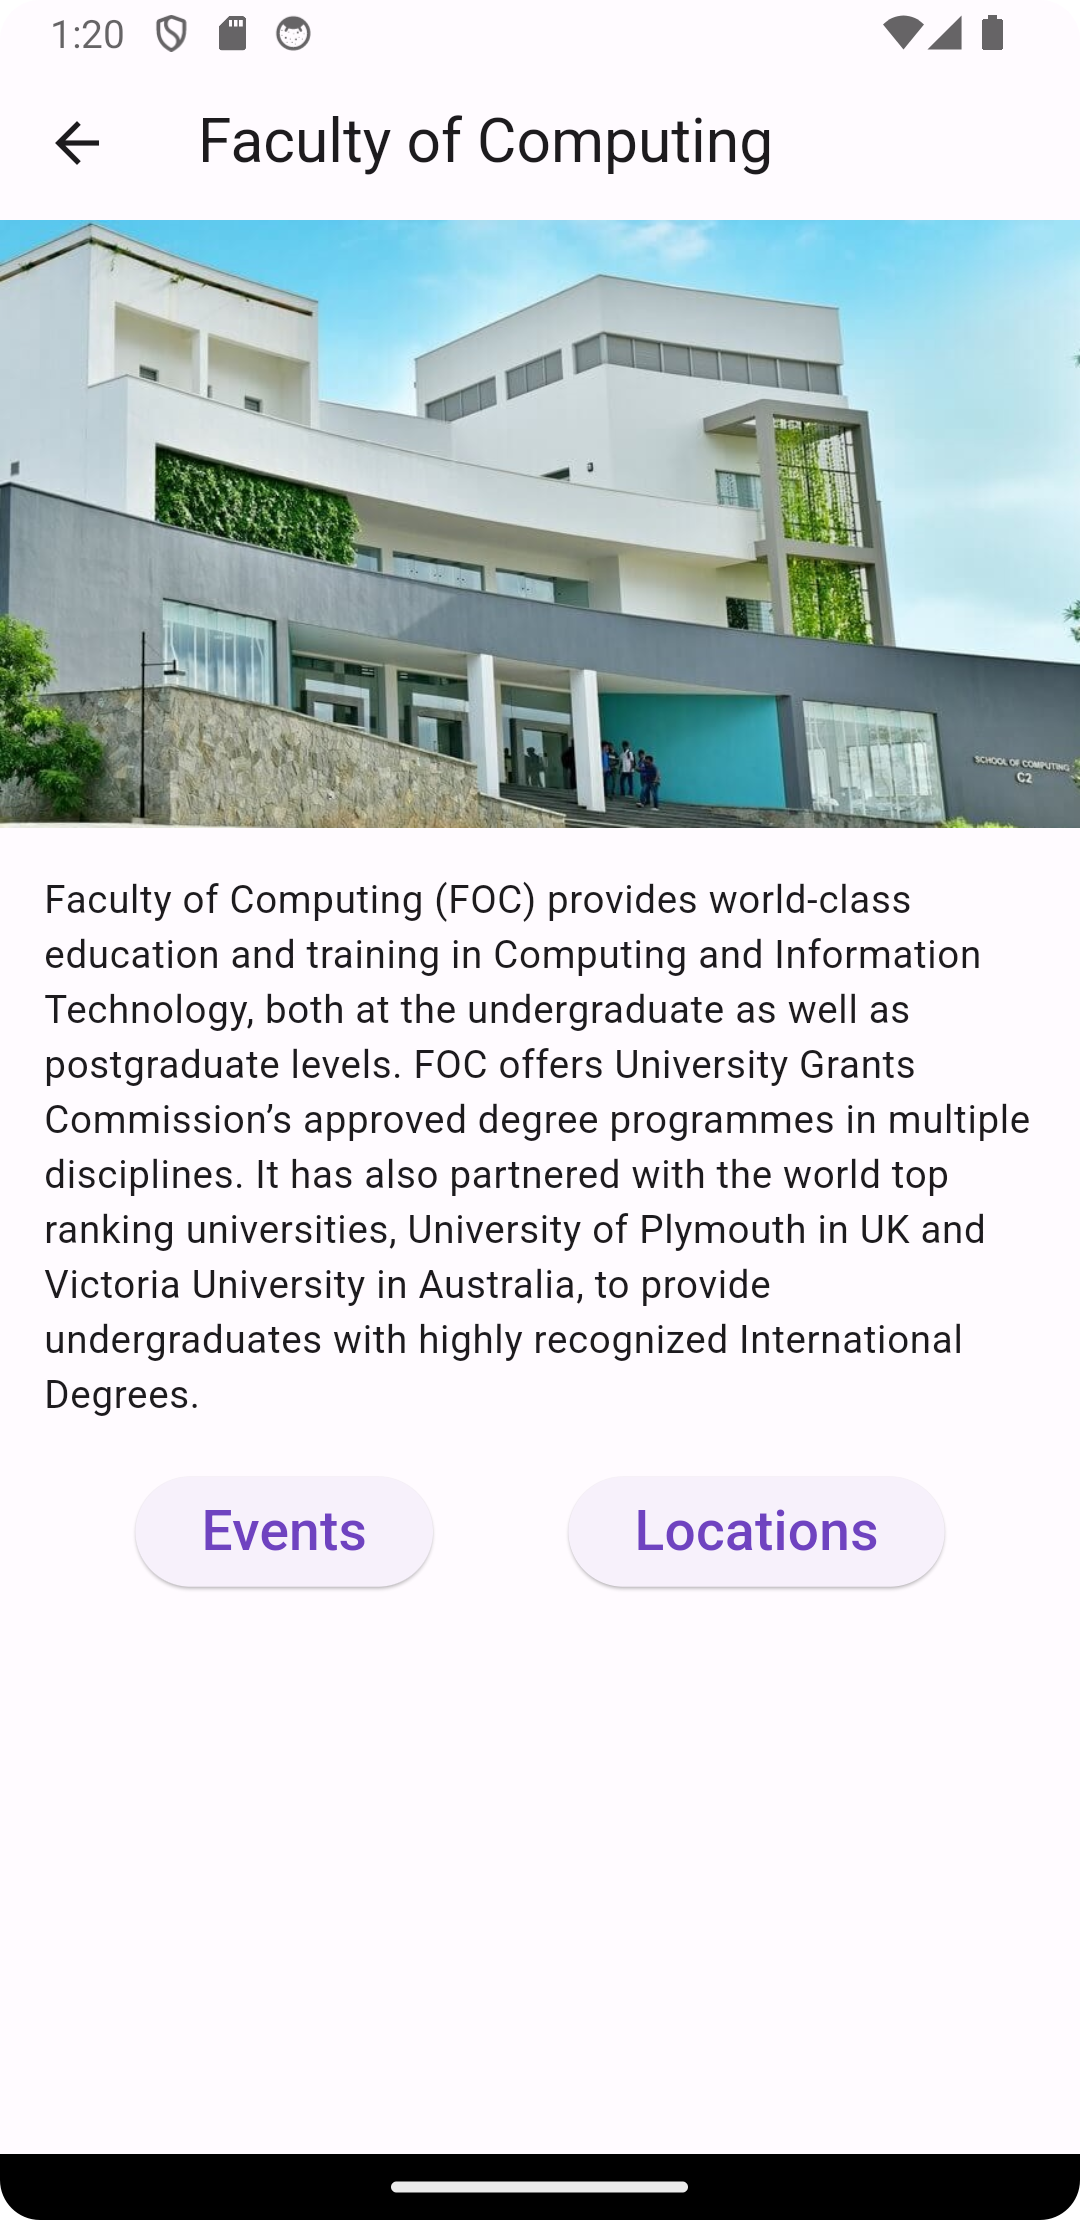 1:20
Faculty of Computing
SCHOOL OF COMPUTING
C2
Faculty of Computing (FOC) provides world-class
education and training in Computing and Information
Technology, both at the undergraduate as well as
postgraduate levels. FOC offers University Grants
Commission’s approved degree programmes in multiple
disciplines. It has also partnered with the world top
ranking universities, University of Plymouth in UK and
Victoria University in Australia, to provide
undergraduates with highly recognized International
Degrees.
Events
Locations